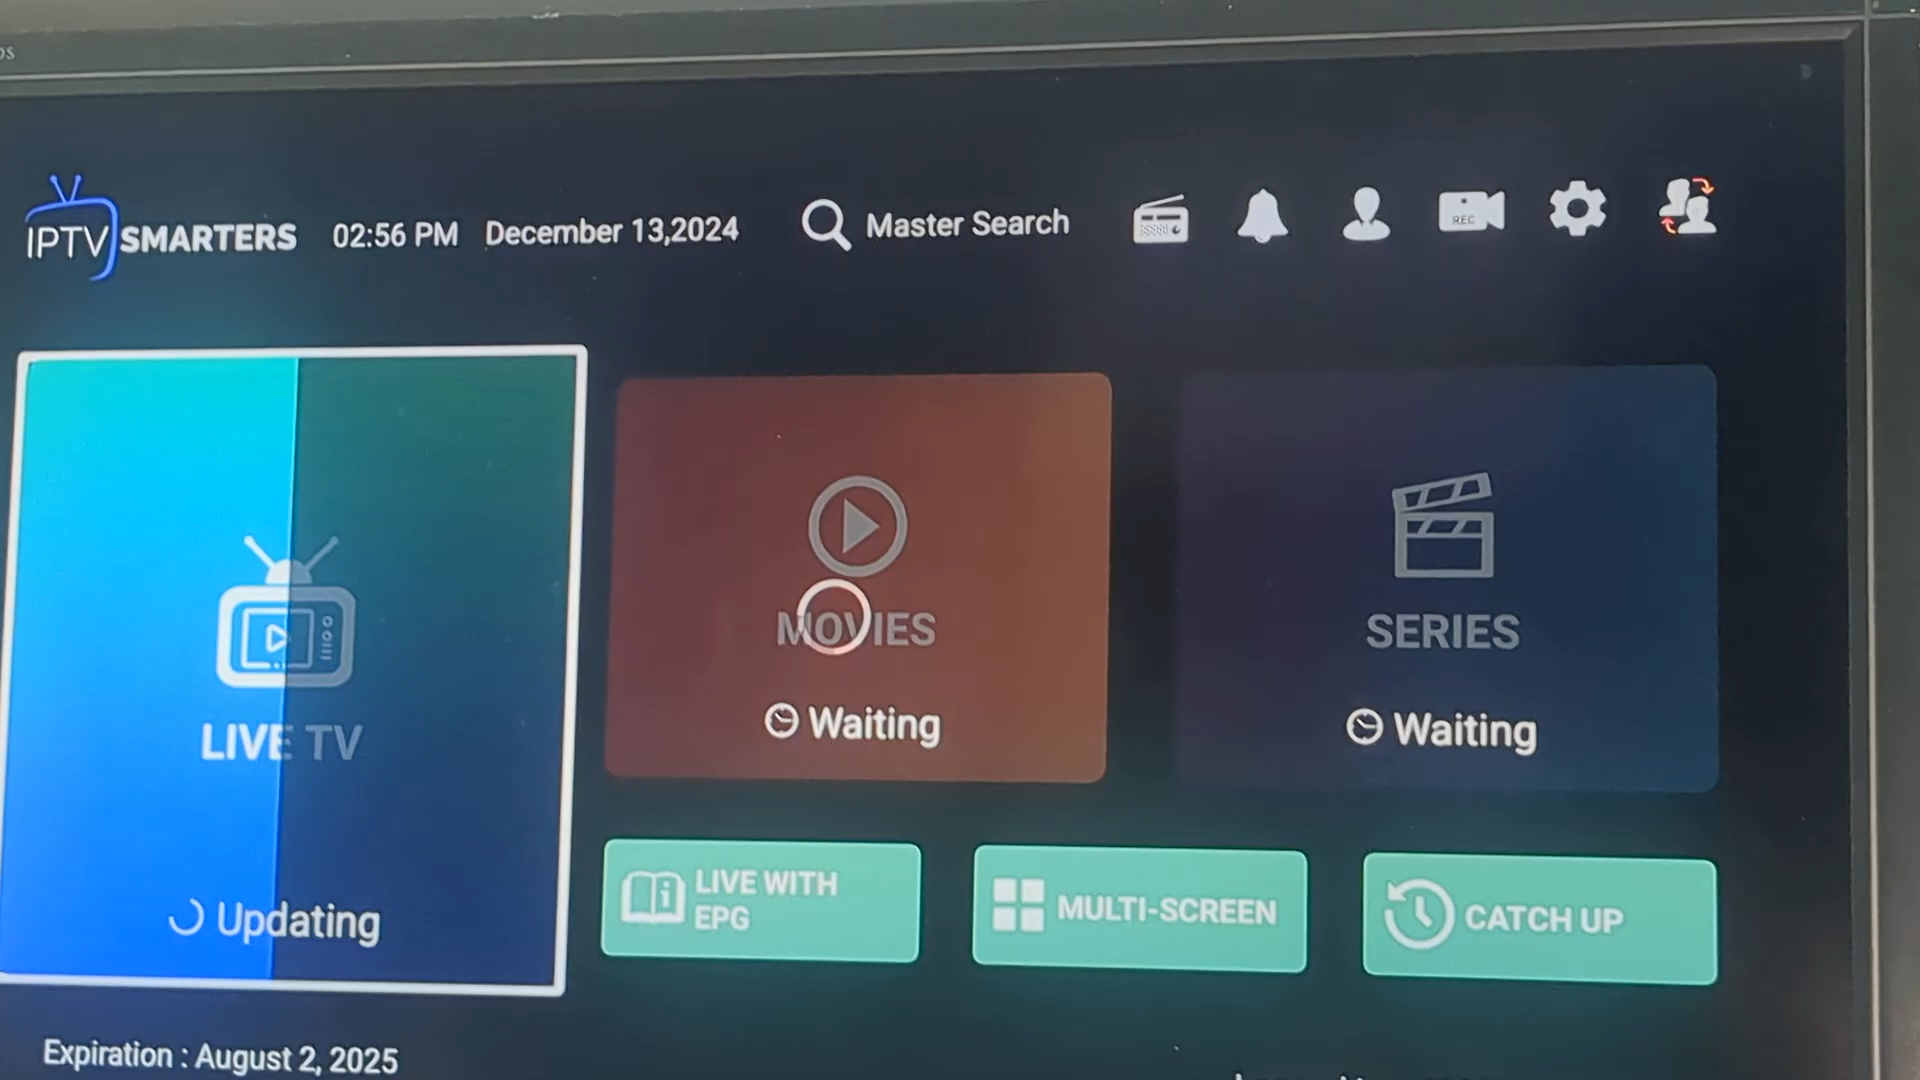 IPTV SMARTERS 02:56 PM December 13,2024 Master Search
REC
LIVE TV
Updating
MOVIES
Waiting
SERIES
Waiting
LIVE WITH
EPG
MULTI-SCREEN
CATCH UP
Expiration : August 2, 2025